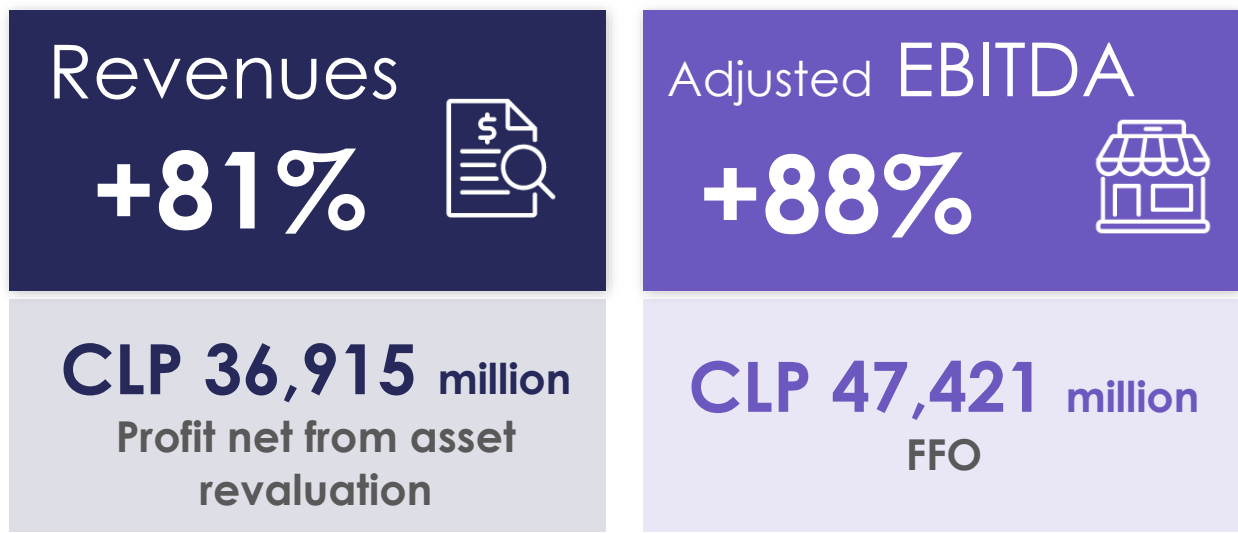 Revenues
+81%
$
CLP 36,915 million
Profit net from asset
revaluation
Adjusted EBITDA
+88%
CLP 47,421 million
FFO